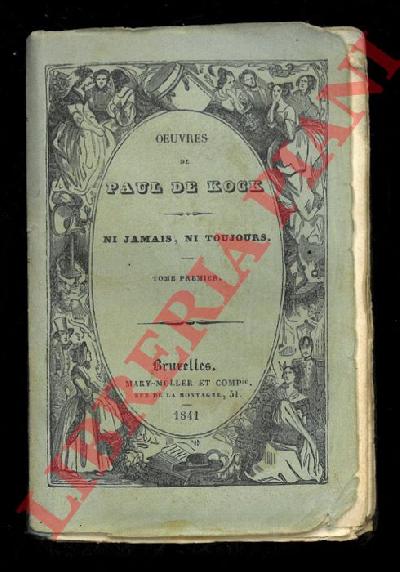 OEUVRES
DE
PAUL DE KOCK
NI JAMAIS, NI TOUJOURS.
TOME PREMIER.
Bruxelles.
MARY-MULLER ET COMPie.
RUE DE LA MONTAGNE, 51.
1841
LIBRERIA PIANI